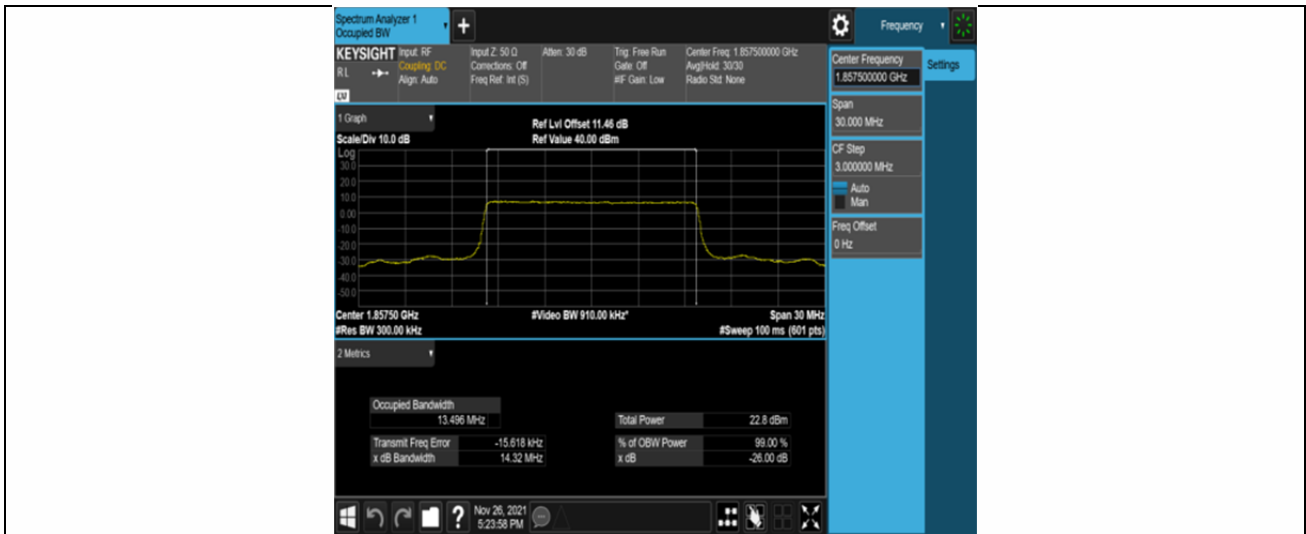 Spectrum Analyzer 1
Occupied BW
Frequency
KEYSIGHT
R L
Input: RF
Coupling: DC
Align: Auto
Input Z: 50 Ω
Corrections: Off
Freq Ref: Int (S)
Atten: 30 dB
Trig: Free Run
Gate: Off
#IF Gain: Low
Center Freq: 1.857500000 GHz
Avg|Hold: 30/30
Radio Std: None
1 Graph
Scale/Div 10.0 dB
Ref Lvl Offset 11.46 dB
Ref Value 40.00 dBm
Log
30.0
20.0
10.0
0.00
-10.0
-20.0
-30.0
-40.0
-50.0
Center 1.85750 GHz
#Res BW 300.00 kHz
#Video BW 910.00 kHz*
Span 30 MHz
#Sweep 100 ms (601 pts)
2 Metrics
Occupied Bandwidth
13.496 MHz
Transmit Freq Error -15.618 kHz
x dB Bandwidth 14.32 MHz
Total Power 22.8 dBm
% of OBW Power 99.00 %
x dB -26.00 dB
Nov 26, 2021
5:23:58 PM
Center Frequency
1.857500000 GHz
Settings
Span
30.000 MHz
CF Step
3.000000 MHz
Auto
Man
Freq Offset
0 Hz